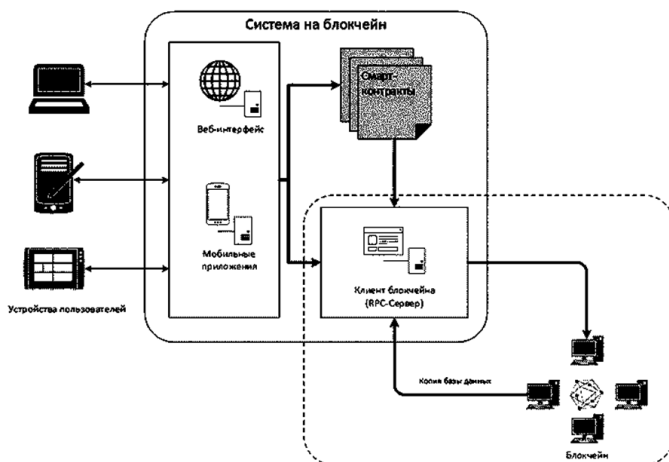 Система на блокчейн
Веб-интерфейс
Мобильные
приложения
Смарт-
контракты
Устройства пользователей
Клиент блокчейна
(RPC-Сервер)
Копия базы данных
Блокчейн